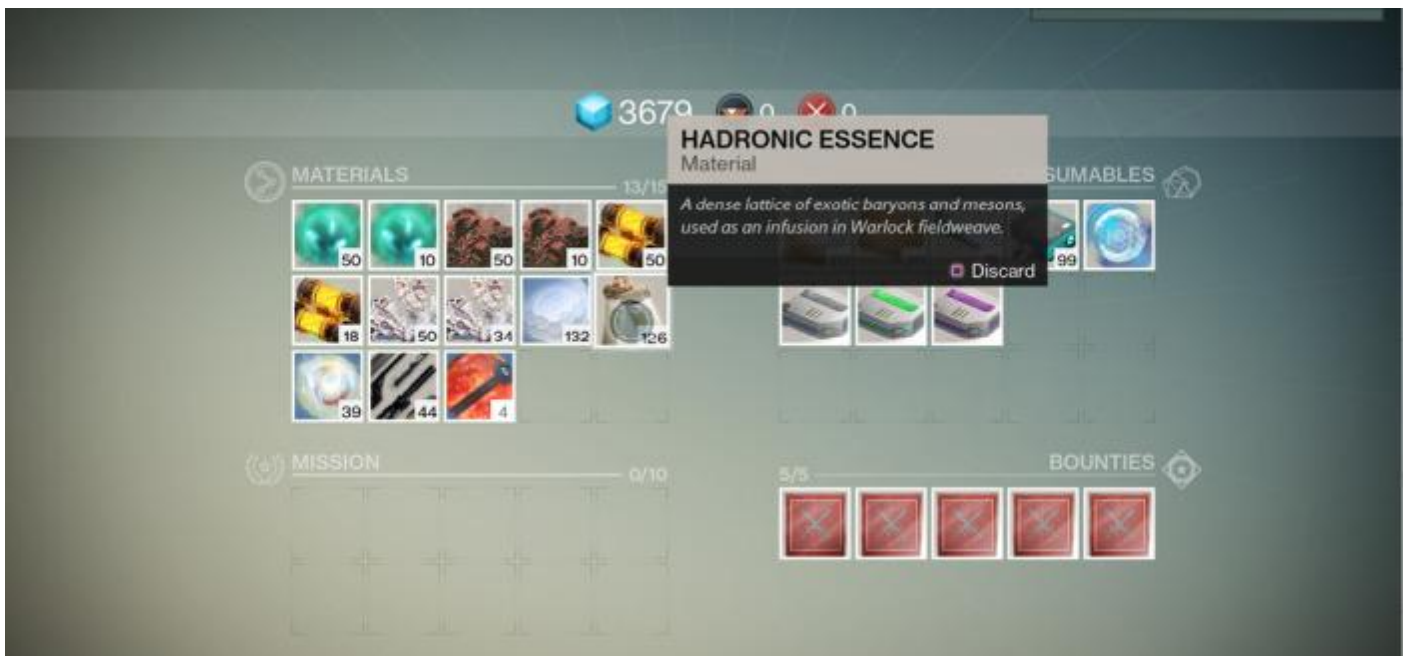 3679 0 0
HADRONIC ESSENCE
Material
A dense lattice of exotic baryons and mesons,
used as an infusion in Warlock fieldweave.
Discard
MATERIALS
13/15
50 10 50 10 50
18 50 34 132 126
39 44 4
SUMABLES
99
MISSION
0/10
5/5
BOUNTIES